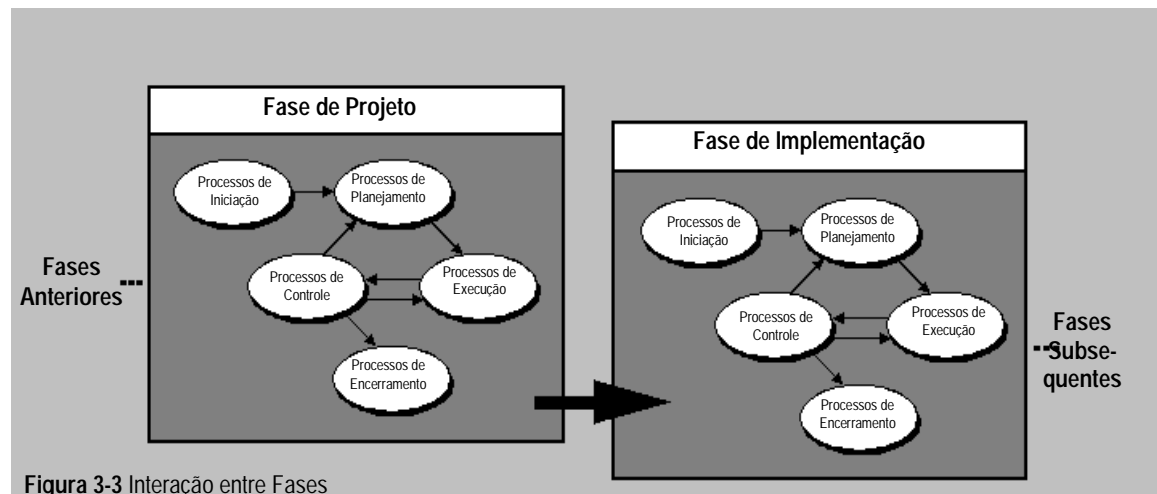 Fase de Projeto
Processos de
Iniciação
Processos de
Planejamento
Processos de
Controle
Processos de
Execução
Processos de
Encerramento
Fases
Anteriores
Fase de Implementação
Processos de
Iniciação
Processos de
Planejamento
Processos de
Controle
Processos de
Execução
Processos de
Encerramento
Fases
Subse-
quentes
Figura 3-3 Interação entre Fases